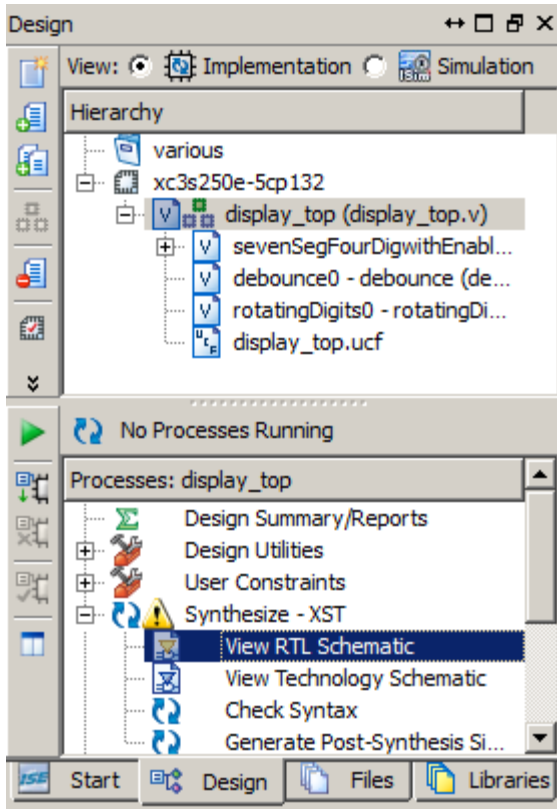 Design
View: Implementation Simulation
Hierarchy
various
xc3s250e-5cp132
display_top (display_top.v)
sevenSegFourDigwithEnabl...
debounce0 - debounce (de...
rotatingDigits0 - rotatingDi...
display_top.ucf
No Processes Running
Processes: display_top
Design Summary/Reports
Design Utilities
User Constraints
Synthesize - XST
View RTL Schematic
View Technology Schematic
Check Syntax
Generate Post-Synthesis Si...
Start Design Files Libraries